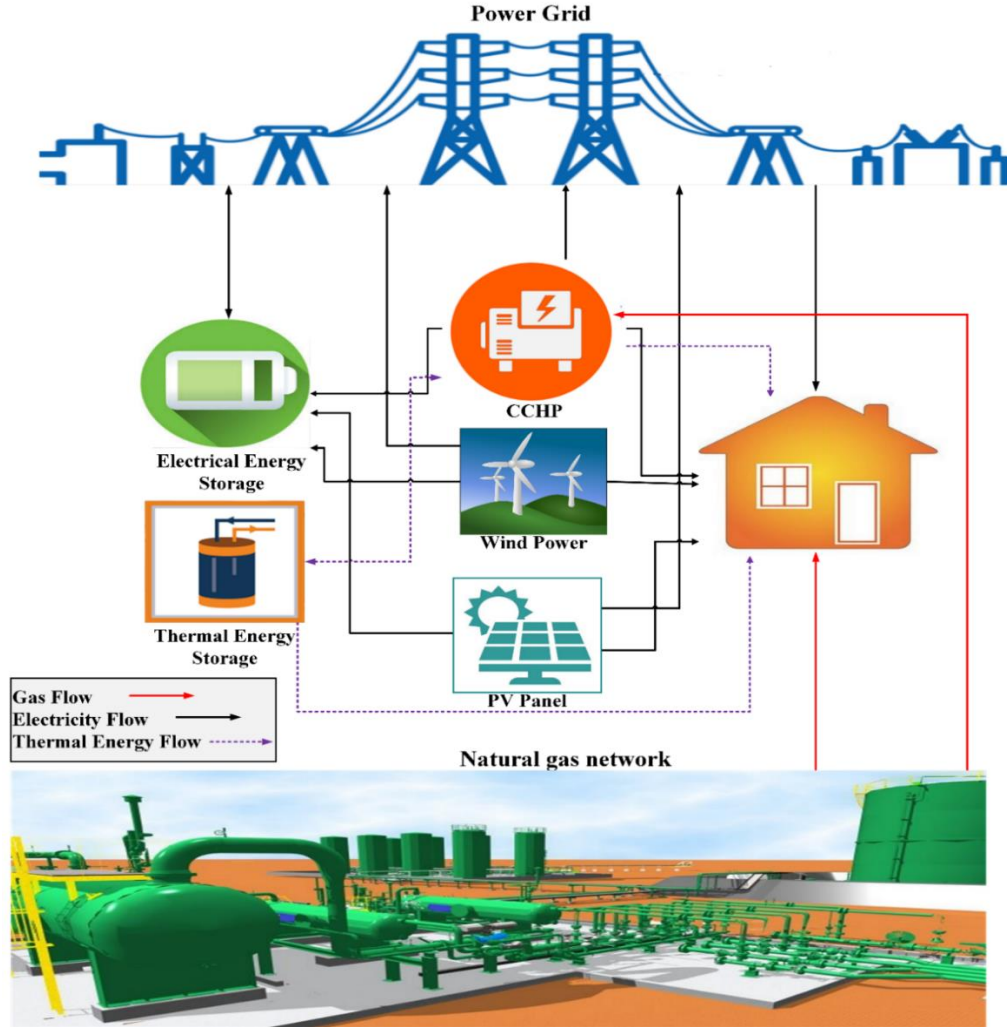 Power Grid
CCHP
Electrical Energy
Storage
Wind Power
Thermal Energy
Storage
PV Panel
Gas Flow
Electricity Flow
Thermal Energy Flow
Natural gas network